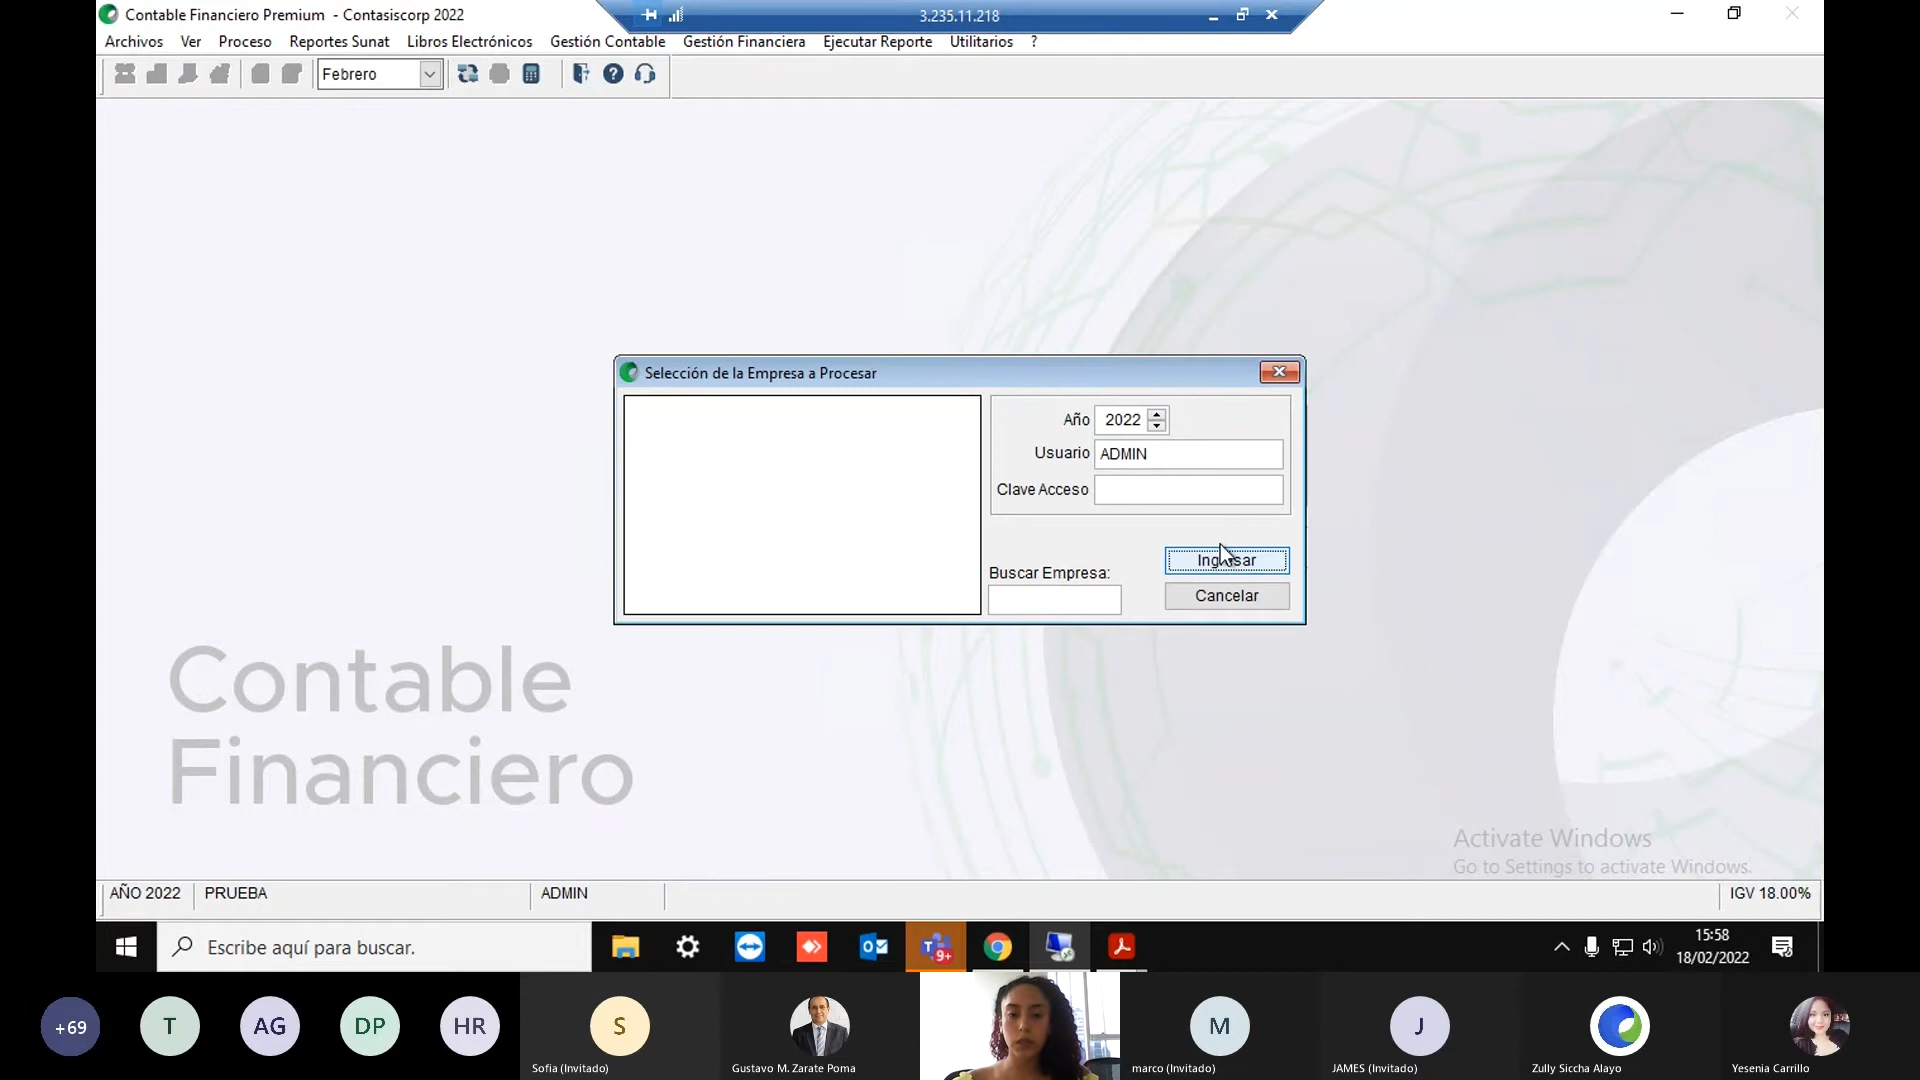 Contable Financiero Premium - Contasiscorp 2022
3.235.11.218
Archivos Ver Proceso Reportes Sunat Libros Electrónicos Gestión Contable Gestión Financiera Ejecutar Reporte Utilitarios ?
Febrero
Selección de la Empresa a Procesar
Año 2022
Usuario ADMIN
Clave Acceso
Buscar Empresa:
Ingresar
Cancelar
Contable
Financiero
Activate Windows
Go to Settings to activate Windows.
AÑO 2022 PRUEBA ADMIN IGV 18.00%
Escribe aquí para buscar.
9+
15:58
18/02/2022
+69 T AG DP HR S M J
Sofia (Invitado) Gustavo M. Zarate Poma marco (Invitado) JAMES (Invitado) Zully Siccha Alayo Yesenia Carrillo